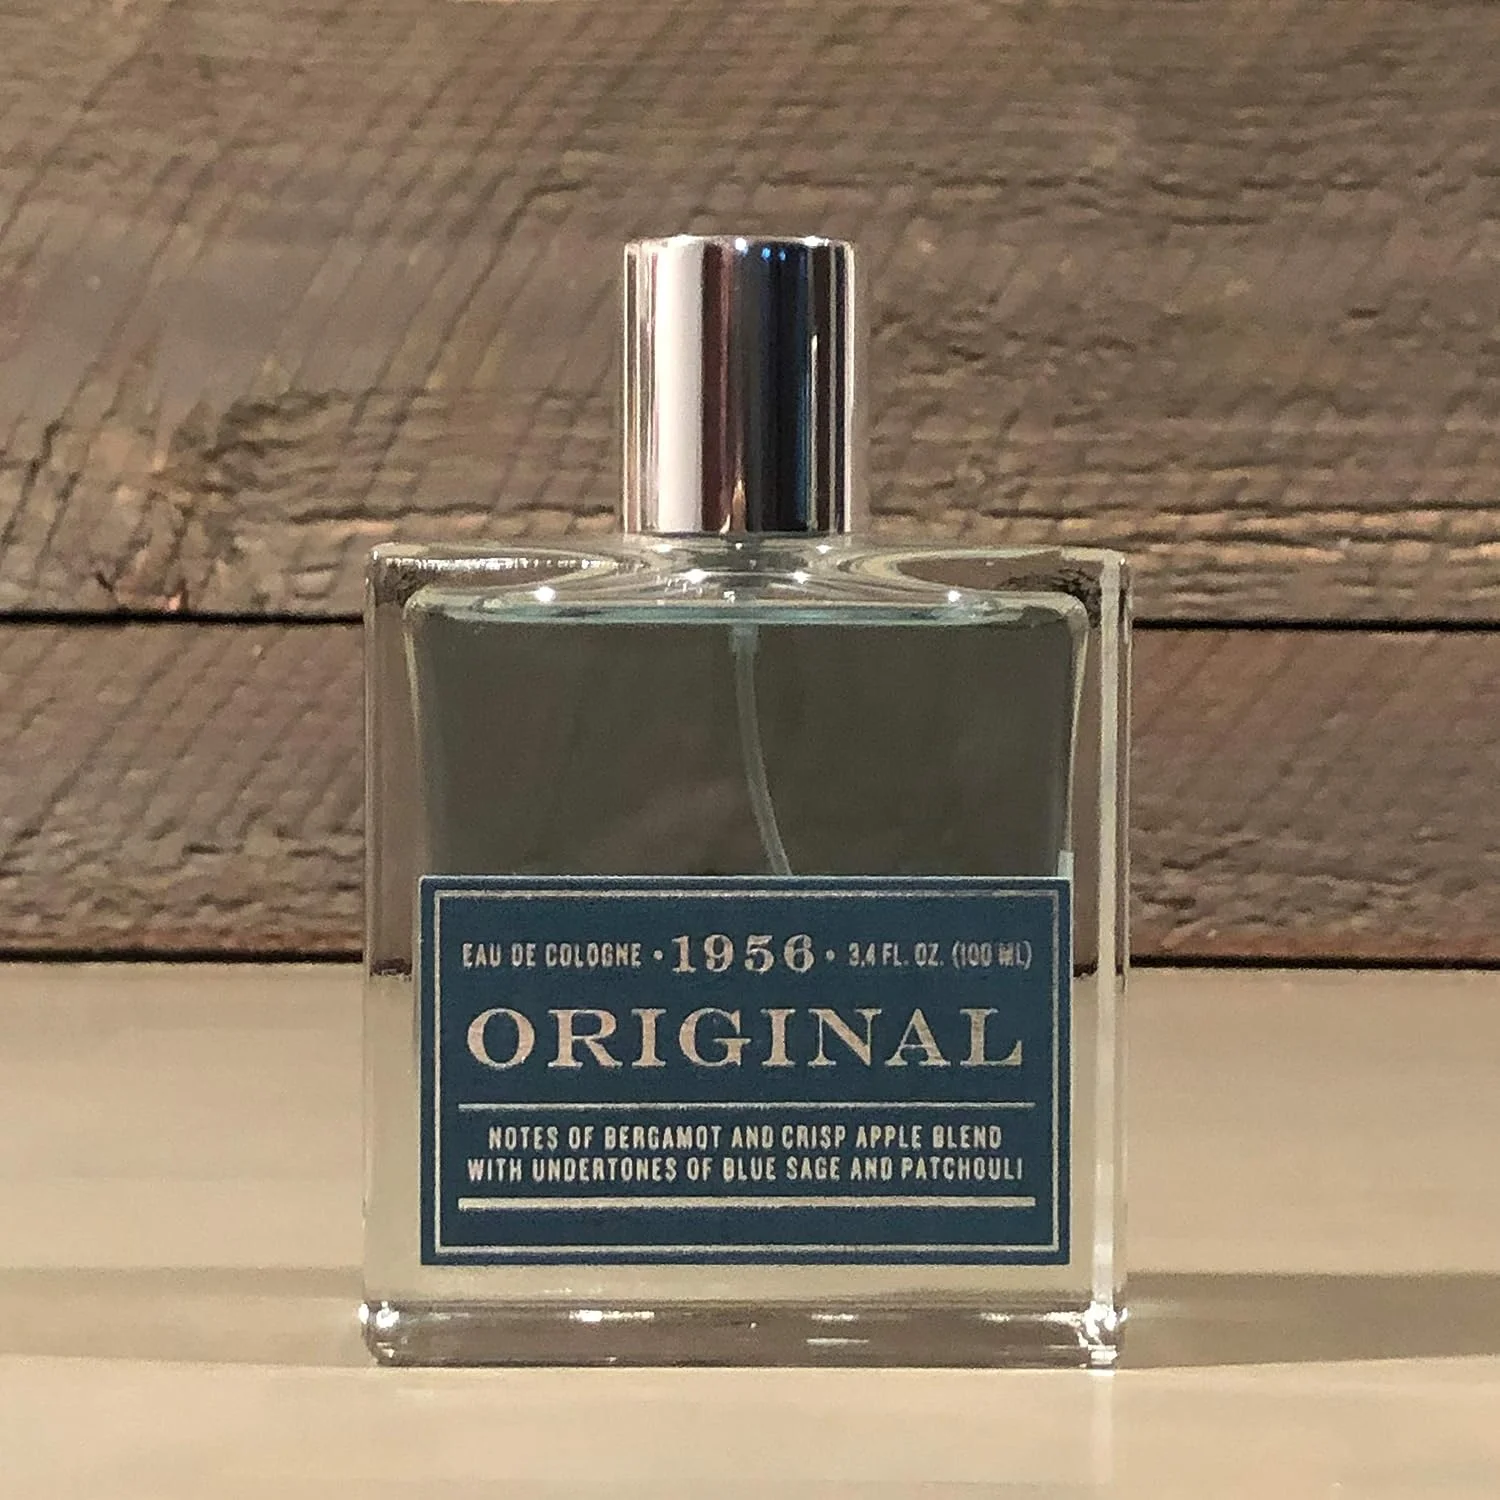 EAU DE COLOGNE • 1956 • 3.4 FL. OZ. (100 ML)
ORIGINAL
NOTES OF BERGAMOT AND CRISP APPLE BLEND
WITH UNDERTONES OF BLUE SAGE AND PATCHOULI